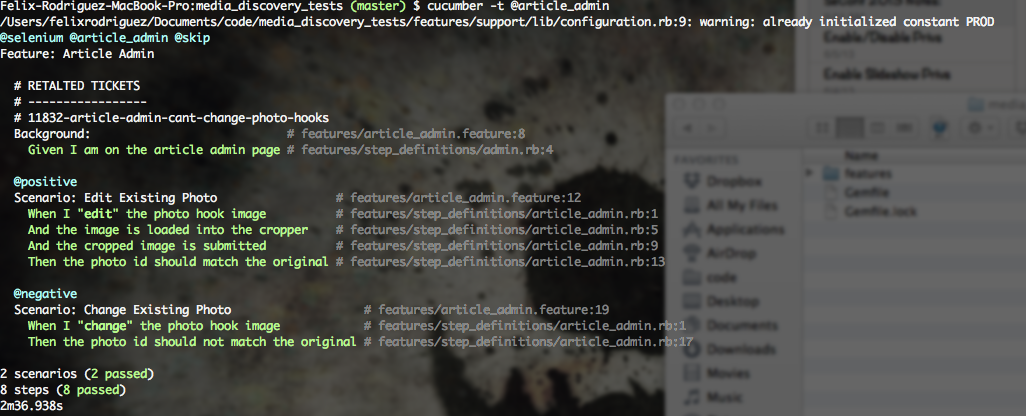 Felix-Rodriguez-MacBook-Pro:media_discovery_tests (master) $ cucumber -t @article_admin
/Users/felixrodriguez/Documents/code/media_discovery_tests/features/support/lib/configuration.rb:9: warning: already initialized constant PROD
@selenium @article_admin @skip
Feature: Article Admin
# RETALTED TICKETS
# -----------------
# 11832-article-admin-cant-change-photo-hooks
Background: # features/article_admin.feature:8
Given I am on the article admin page # features/step_definitions/admin.rb:4
@positive
Scenario: Edit Existing Photo # features/article_admin.feature:12
When I "edit" the photo hook image # features/step_definitions/article_admin.rb:1
And the image is loaded into the cropper # features/step_definitions/article_admin.rb:5
And the cropped image is submitted # features/step_definitions/article_admin.rb:9
Then the photo id should match the original # features/step_definitions/article_admin.rb:13
@negative
Scenario: Change Existing Photo # features/article_admin.feature:19
When I "change" the photo hook image # features/step_definitions/article_admin.rb:1
Then the photo id should not match the original # features/step_definitions/article_admin.rb:17
2 scenarios (2 passed)
8 steps (8 passed)
2m36.938s
Enable/Disable Priva
Enable Slideshow Priva
media
FAVORITES
Dropbox
All My Files
Applications
AirDrop
code
Desktop
Documents
Downloads
Movies
Music
Name
features
Gemfile
Gemfile.lock